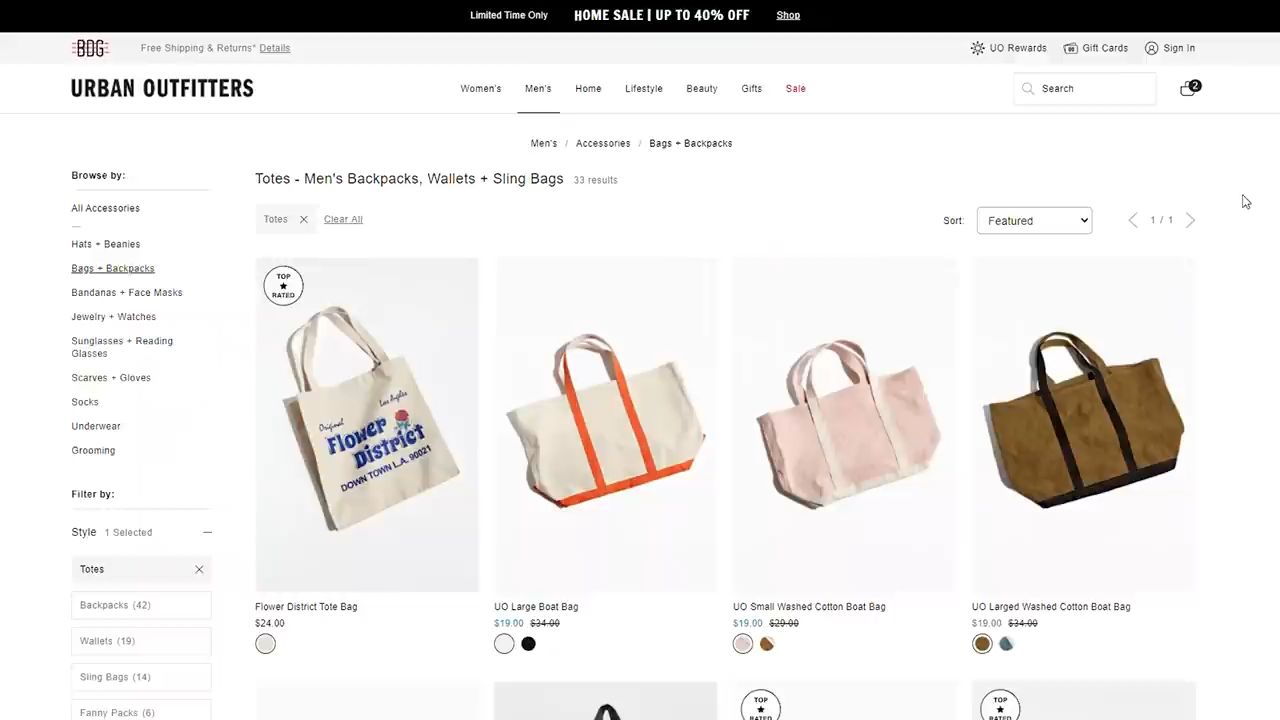 Limited Time Only HOME SALE | UP TO 40% OFF Shop
BDG Free Shipping & Returns* Details UO Rewards Gift Cards Sign In
URBAN OUTFITTERS Women's Men's Home Lifestyle Beauty Gifts Sale Search 2
Men's / Accessories / Bags + Backpacks
Browse by:
All Accessories
Hats + Beanies
Bags + Backpacks
Bandanas + Face Masks
Jewelry + Watches
Sunglasses + Reading
Glasses
Scarves + Gloves
Socks
Underwear
Grooming
Filter by:
Style 1 Selected
Totes
Backpacks (42)
Wallets (19)
Sling Bags (14)
Fanny Packs (6)
Totes - Men's Backpacks, Wallets + Sling Bags 33 results
Totes Clear All
Sort: Featured 1 / 1
TOP
RATED
Original
Los Angeles
Flower
District
DOWN TOWN L.A. 90021
Flower District Tote Bag
$24.00
UO Large Boat Bag
$19.00 $34.00
UO Small Washed Cotton Boat Bag
$19.00 $29.00
UO Larged Washed Cotton Boat Bag
$19.00 $34.00
TOP
RATED
TOP
RATED